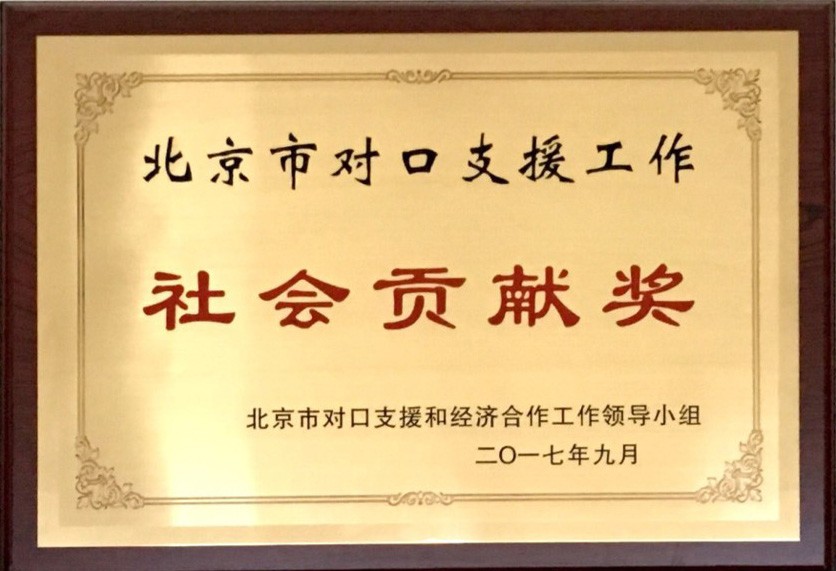 北京市对口支援工作
社会贡献奖
北京市对口支援和经济合作工作领导小组
二〇一七年九月